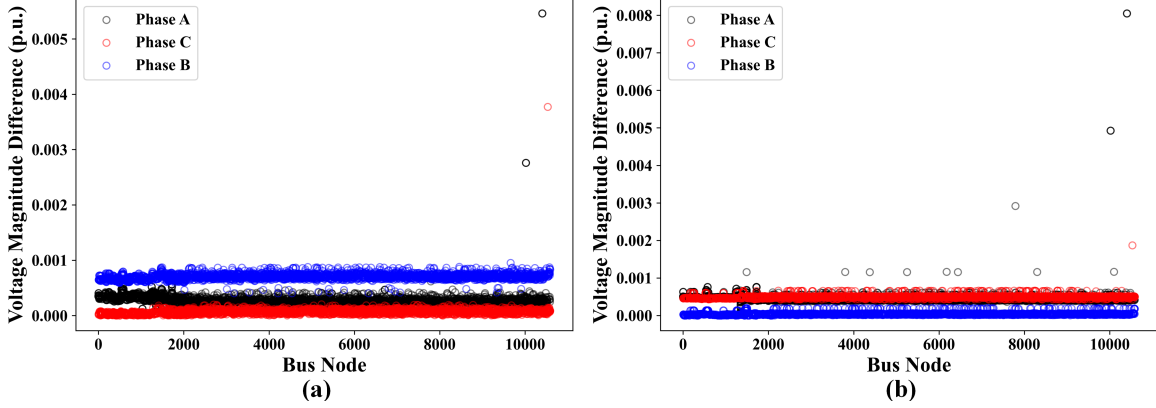 Voltage Magnitude Difference (p.u.)
0.005
0.004
0.003
0.002
0.001
0.000
Phase A
Phase C
Phase B
0
2000
4000
6000
8000
10000
Bus Node
(a)
Voltage Magnitude Difference (p.u.)
0.008
0.007
0.006
0.005
0.004
0.003
0.002
0.001
0.000
Phase A
Phase C
Phase B
0
2000
4000
6000
8000
10000
Bus Node
(b)